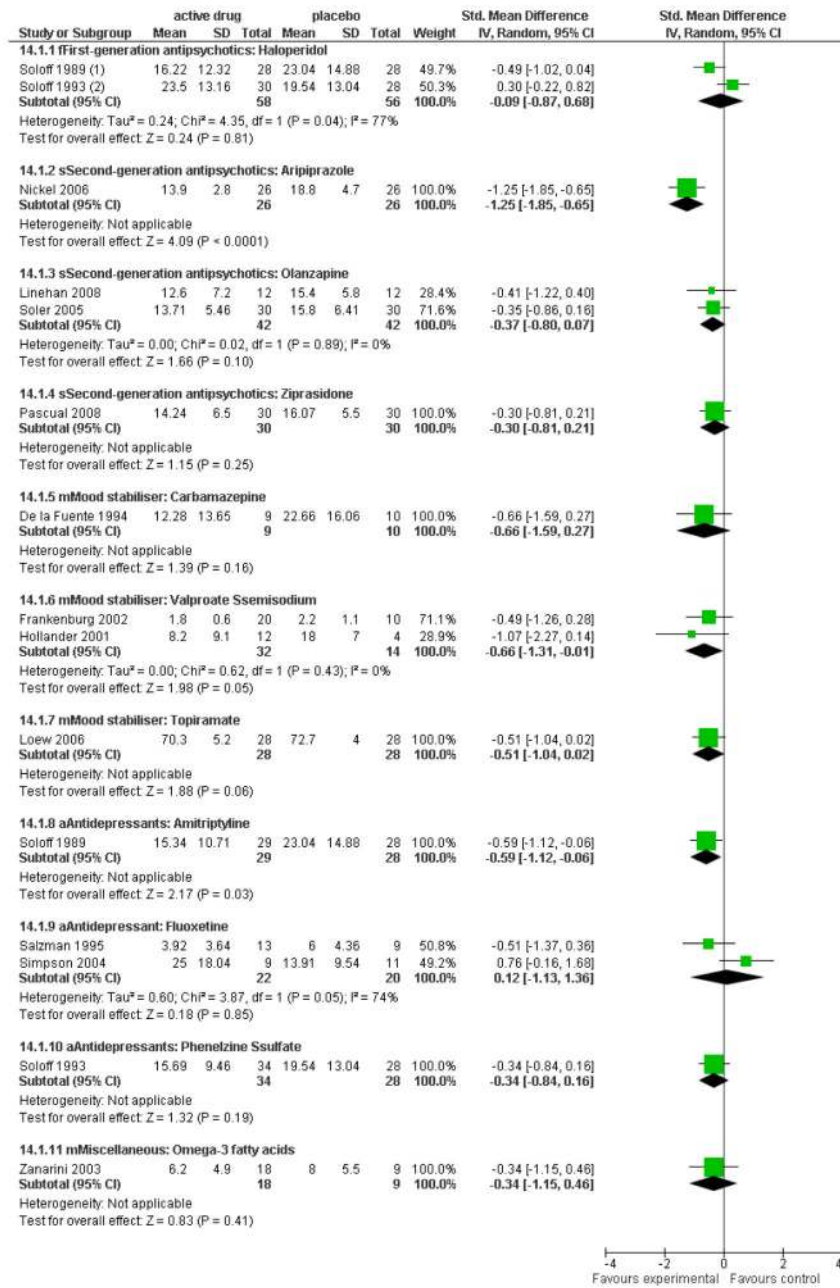 active drug placebo Std. Mean Difference Std. Mean Difference
Study or Subgroup Mean SD Total Mean SD Total Weight IV, Random, 95% CI IV, Random, 95% CI
14.1.1 fFirst-generation antipsychotics: Haloperidol
Soloff 1989 (1) 16.22 12.32 28 23.04 14.88 28 49.7% -0.49 [-1.02, 0.04]
Soloff 1993 (2) 23.5 13.16 30 19.54 13.04 28 50.3% 0.30 [-0.22, 0.82]
Subtotal (95% CI) 58 56 100.0% -0.09 [-0.87, 0.68]
Heterogeneity: Tau² = 0.24; Chi² = 4.35, df = 1 (P = 0.04); I² = 77%
Test for overall effect: Z = 0.24 (P = 0.81)
14.1.2 sSecond-generation antipsychotics: Aripiprazole
Nickel 2006 13.9 2.8 26 18.8 4.7 26 100.0% -1.25 [-1.85, -0.65]
Subtotal (95% CI) 26 26 100.0% -1.25 [-1.85, -0.65]
Heterogeneity: Not applicable
Test for overall effect: Z = 4.09 (P < 0.0001)
14.1.3 sSecond-generation antipsychotics: Olanzapine
Linehan 2008 12.6 7.2 12 15.4 5.8 12 28.4% -0.41 [-1.22, 0.40]
Soler 2005 13.71 5.46 30 15.8 6.41 30 71.6% -0.35 [-0.86, 0.16]
Subtotal (95% CI) 42 42 100.0% -0.37 [-0.80, 0.07]
Heterogeneity: Tau² = 0.00; Chi² = 0.02, df = 1 (P = 0.89); I² = 0%
Test for overall effect: Z = 1.66 (P = 0.10)
14.1.4 sSecond-generation antipsychotics: Ziprasidone
Pascual 2008 14.24 6.5 30 16.07 5.5 30 100.0% -0.30 [-0.81, 0.21]
Subtotal (95% CI) 30 30 100.0% -0.30 [-0.81, 0.21]
Heterogeneity: Not applicable
Test for overall effect: Z = 1.15 (P = 0.25)
14.1.5 mMood stabiliser: Carbamazepine
De la Fuente 1994 12.28 13.65 9 22.66 16.06 10 100.0% -0.66 [-1.59, 0.27]
Subtotal (95% CI) 9 10 100.0% -0.66 [-1.59, 0.27]
Heterogeneity: Not applicable
Test for overall effect: Z = 1.39 (P = 0.16)
14.1.6 mMood stabiliser: Valproate Ssemisodium
Frankenburg 2002 1.8 0.6 20 2.2 1.1 10 71.1% -0.49 [-1.26, 0.28]
Hollander 2001 8.2 9.1 12 18 7 4 28.9% -1.07 [-2.27, 0.14]
Subtotal (95% CI) 32 14 100.0% -0.66 [-1.31, -0.01]
Heterogeneity: Tau² = 0.00; Chi² = 0.62, df = 1 (P = 0.43); I² = 0%
Test for overall effect: Z = 1.98 (P = 0.05)
14.1.7 mMood stabiliser: Topiramate
Loew 2006 70.3 5.2 28 72.7 4 28 100.0% -0.51 [-1.04, 0.02]
Subtotal (95% CI) 28 28 100.0% -0.51 [-1.04, 0.02]
Heterogeneity: Not applicable
Test for overall effect: Z = 1.88 (P = 0.06)
14.1.8 aAntidepressants: Amitriptyline
Soloff 1989 15.34 10.71 29 23.04 14.88 28 100.0% -0.59 [-1.12, -0.06]
Subtotal (95% CI) 29 28 100.0% -0.59 [-1.12, -0.06]
Heterogeneity: Not applicable
Test for overall effect: Z = 2.17 (P = 0.03)
14.1.9 aAntidepressant: Fluoxetine
Salzman 1995 3.92 3.64 13 6 4.36 9 50.8% -0.51 [-1.37, 0.36]
Simpson 2004 25 18.04 9 13.91 9.54 11 49.2% 0.76 [-0.16, 1.68]
Subtotal (95% CI) 22 20 100.0% 0.12 [-1.13, 1.36]
Heterogeneity: Tau² = 0.60; Chi² = 3.87, df = 1 (P = 0.05); I² = 74%
Test for overall effect: Z = 0.18 (P = 0.85)
14.1.10 aAntidepressants: Phenelzine Ssulfate
Soloff 1993 15.69 9.46 34 19.54 13.04 28 100.0% -0.34 [-0.84, 0.16]
Subtotal (95% CI) 34 28 100.0% -0.34 [-0.84, 0.16]
Heterogeneity: Not applicable
Test for overall effect: Z = 1.32 (P = 0.19)
14.1.11 mMiscellaneous: Omega-3 fatty acids
Zanarini 2003 6.2 4.9 18 8 5.5 9 100.0% -0.34 [-1.15, 0.46]
Subtotal (95% CI) 18 9 100.0% -0.34 [-1.15, 0.46]
Heterogeneity: Not applicable
Test for overall effect: Z = 0.83 (P = 0.41)
-4 -2 0 2 4
Favours experimental Favours control